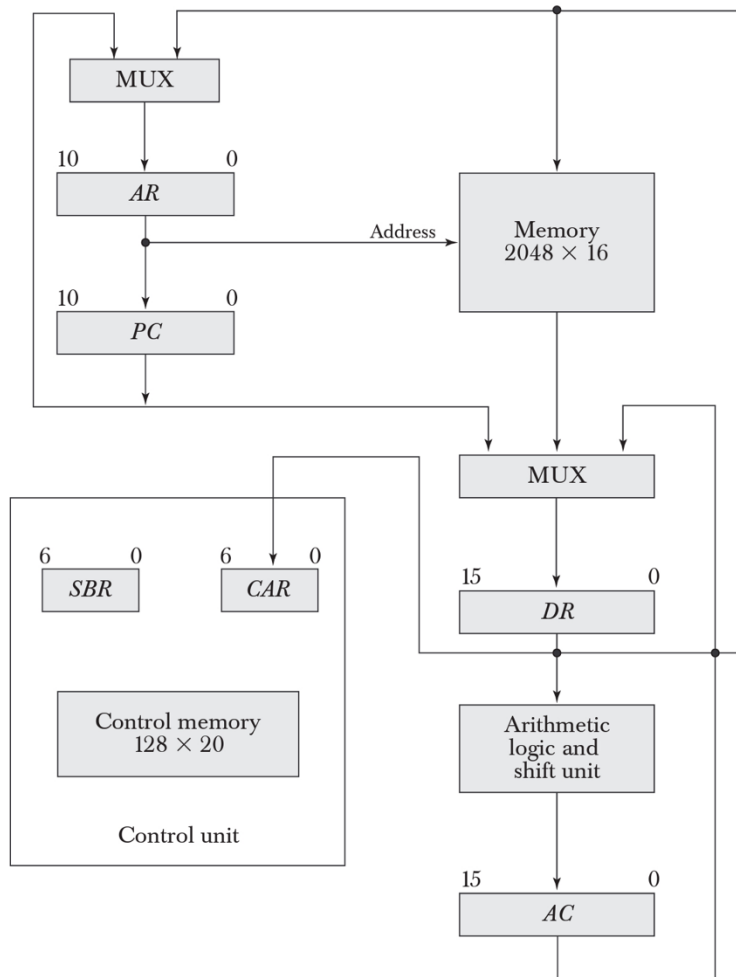 MUX
10 0
AR
Address
Memory
2048 × 16
10 0
PC
MUX
6 0
SBR
6 0
CAR
15 0
DR
Control memory
128 × 20
Arithmetic
logic and
shift unit
Control unit
15 0
AC